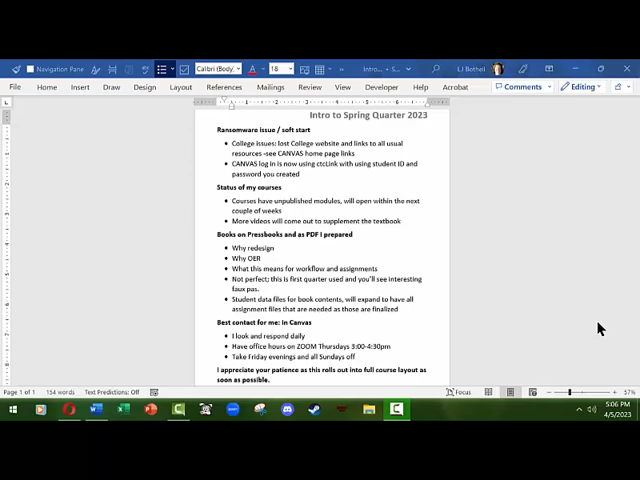 Navigation Pane
Calibri (Body)
18
Intro...
LJ Bothell
File Home Insert Draw Design Layout References Mailings Review View Developer Help Acrobat Comments Editing
Intro to Spring Quarter 2023
Ransomware issue / soft start
• College issues: lost College website and links to all usual
resources -see CANVAS home page links
• CANVAS log in is now using ctcLink with using student ID and
password you created
Status of my courses
• Courses have unpublished modules, will open within the next
couple of weeks
• More videos will come out to supplement the textbook
Books on Pressbooks and as PDF I prepared
• Why redesign
• Why OER
• What this means for workflow and assignments
• Not perfect; this is first quarter used and you'll see interesting
faux pas.
• Student data files for book contents, will expand to have all
assignment files that are needed as those are finalized
Best contact for me: in Canvas
• I look and respond daily
• Have office hours on ZOOM Thursdays 3:00-4:30pm
• Take Friday evenings and all Sundays off
I appreciate your patience as this rolls out into full course layout as
soon as possible.
Page 1 of 1 154 words Text Predictions: Off Focus 57%
5:06 PM
4/5/2023